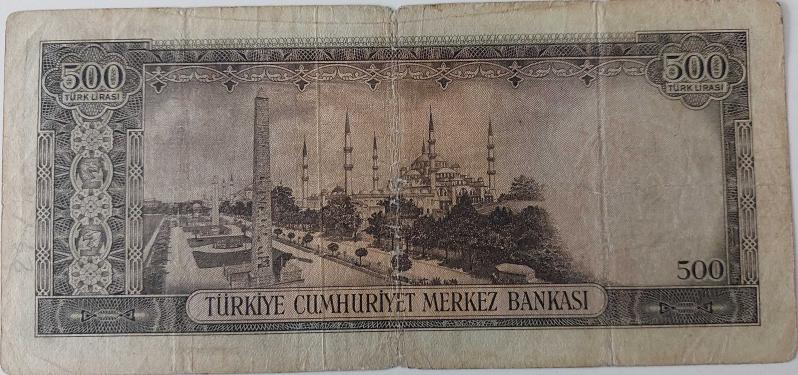 500
TÜRK LİRASI
500
TÜRK LİRASI
500
TÜRKİYE CUMHURİYET MERKEZ BANKASI